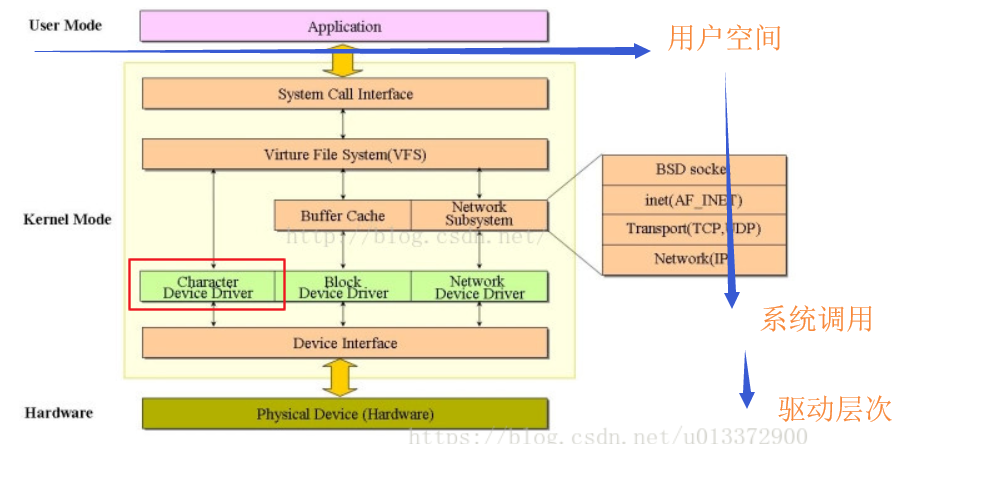 User Mode
Application
用户空间
System Call Interface
Virture File System(VFS)
Kernel Mode
Buffer Cache
Network
Subsystem
BSD socket
inet(AF_INET)
Transport(TCP,UDP)
Network(IP)
http://blog.csdn.net/
Character
Device Driver
Block
Device Driver
Network
Device Driver
系统调用
Device Interface
驱动层次
Hardware
Physical Device (Hardware)
https://blog.csdn.net/u013372900